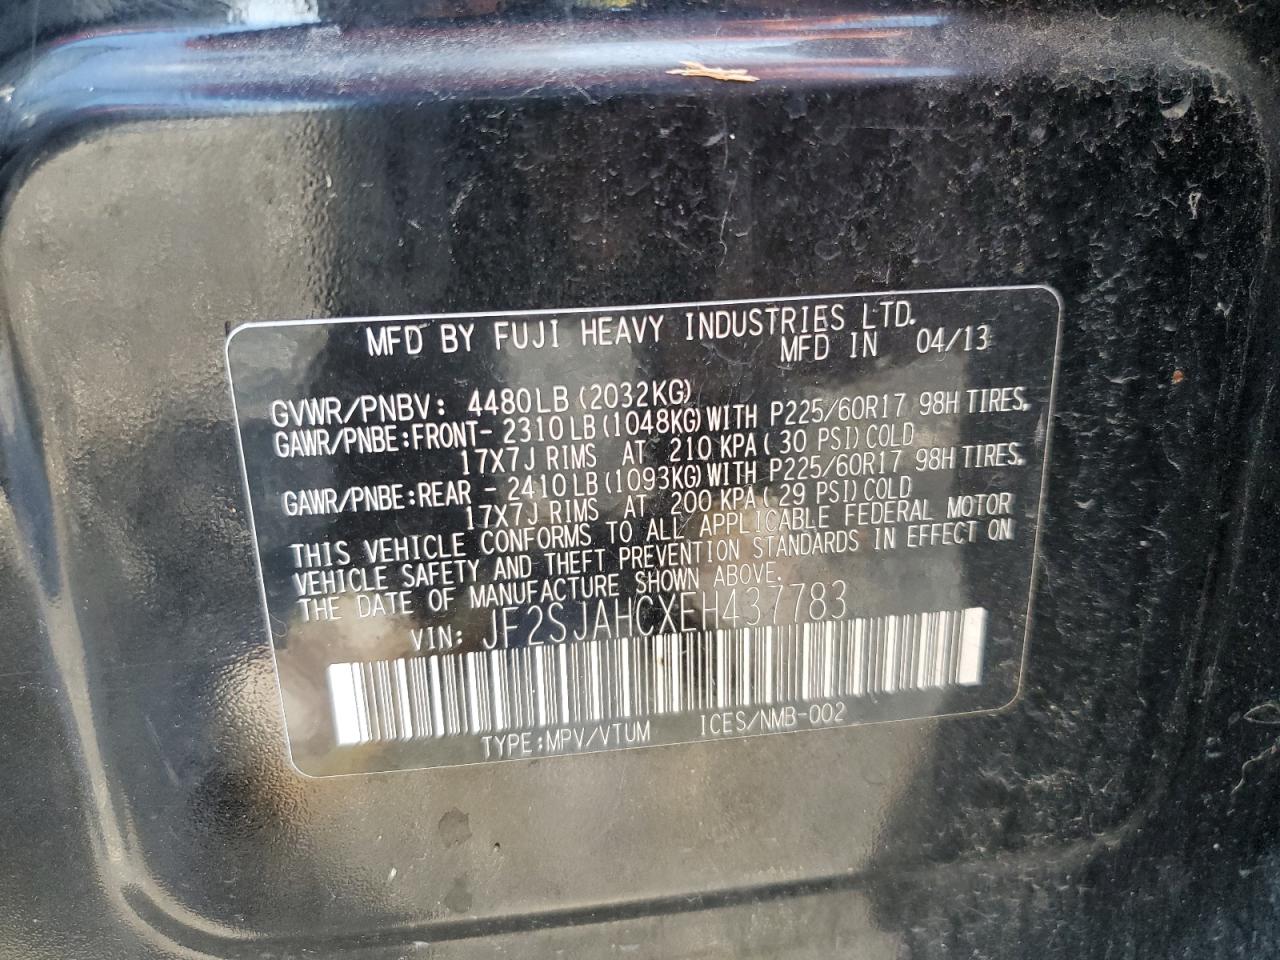 MFD BY FUJI HEAVY INDUSTRIES LTD.
MFD IN 04/13
GVWR/PNBV: 4480LB (2032KG)
GAWR/PNBE:FRONT- 2310 LB (1048KG) WITH P225/60R17 98H TIRES,
17X7J RIMS AT 210 KPA ( 30 PSI) COLD
GAWR/PNBE:REAR - 2410 LB (1093KG) WITH P225/60R17 98H TIRES,
17X7J RIMS AT 200 KPA ( 29 PSI) COLD
THIS VEHICLE CONFORMS TO ALL APPLICABLE FEDERAL MOTOR
VEHICLE SAFETY AND THEFT PREVENTION STANDARDS IN EFFECT ON
THE DATE OF MANUFACTURE SHOWN ABOVE.
VIN: JF2SJAHCXEH437783
TYPE:MPV/VTUM ICES/NMB-002